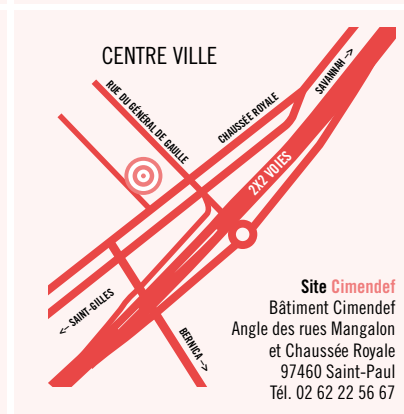 CENTRE VILLE
RUE DU GÉNÉRAL DE GAULLE
CHAUSSÉE ROYALE
SAVANNAH –>
2X2 VOIES
<– SAINT-GILLES
BERNICA –>
Site Cimendef
Bâtiment Cimendef
Angle des rues Mangalon
et Chaussée Royale
97460 Saint-Paul
Tél. 02 62 22 56 67